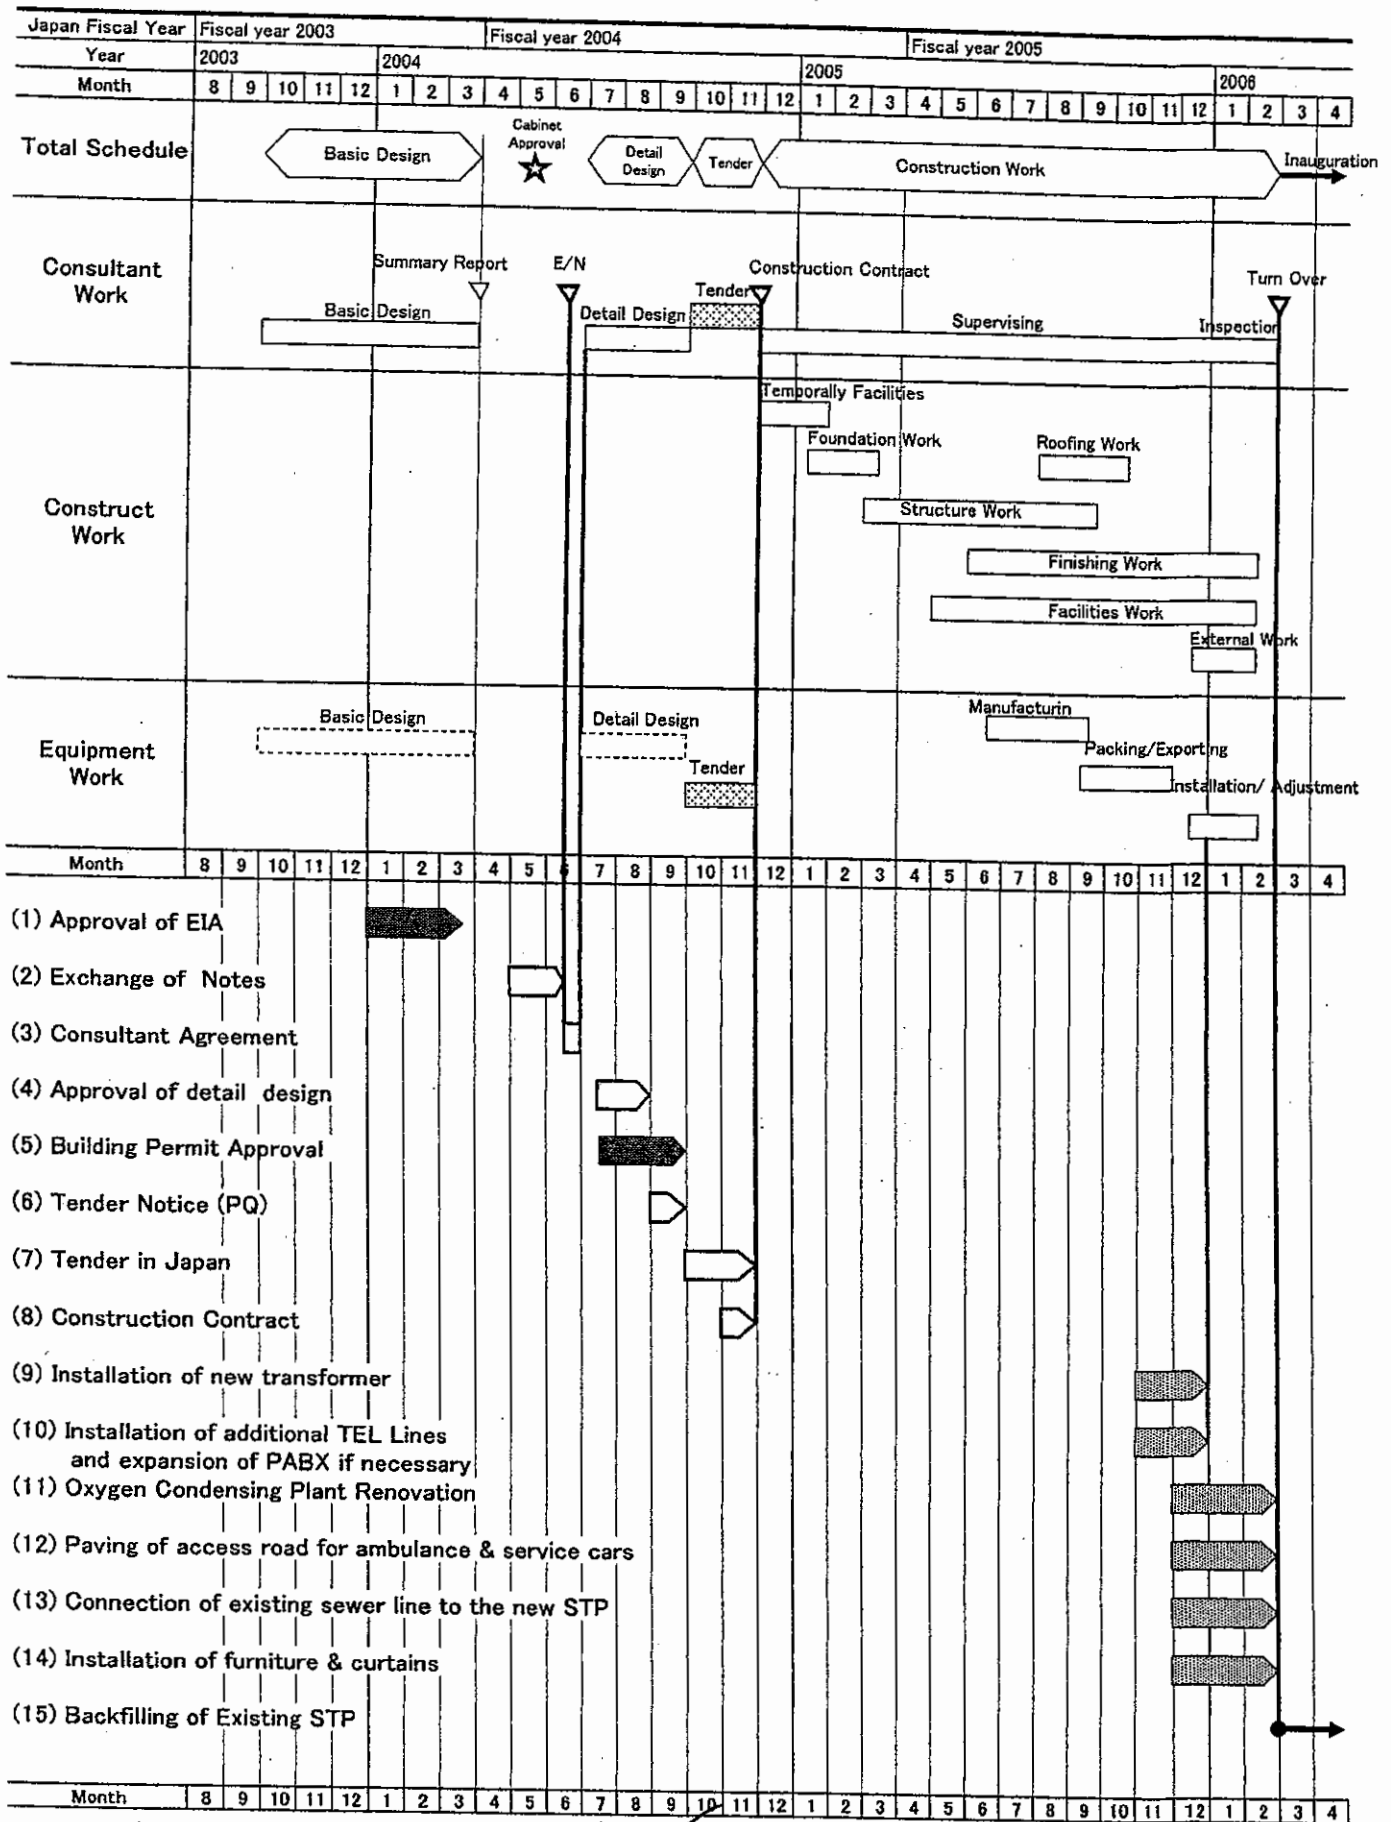 Japan Fiscal Year Fiscal year 2003 Fiscal year 2004 Fiscal year 2005
Year 2003 2004 2005 2006
Month 8 9 10 11 12 1 2 3 4 5 6 7 8 9 10 11 12 1 2 3 4 5 6 7 8 9 10 11 12 1 2 3 4
Total Schedule
Basic Design
Cabinet
Approval
Detail
Design
Tender
Construction Work
Inauguration
Consultant
Work
Summary Report
E/N
Construction Contract
Turn Over
Basic Design
Detail Design
Tender
Supervising
Inspection
Construct
Work
Temporally Facilities
Foundation Work
Roofing Work
Structure Work
Finishing Work
Facilities Work
External Work
Equipment
Work
Basic Design
Detail Design
Tender
Manufacturin
Packing/Exporting
Installation/ Adjustment
Month 8 9 10 11 12 1 2 3 4 5 6 7 8 9 10 11 12 1 2 3 4 5 6 7 8 9 10 11 12 1 2 3 4
(1) Approval of EIA
(2) Exchange of Notes
(3) Consultant Agreement
(4) Approval of detail design
(5) Building Permit Approval
(6) Tender Notice (PQ)
(7) Tender in Japan
(8) Construction Contract
(9) Installation of new transformer
(10) Installation of additional TEL Lines
and expansion of PABX if necessary
(11) Oxygen Condensing Plant Renovation
(12) Paving of access road for ambulance & service cars
(13) Connection of existing sewer line to the new STP
(14) Installation of furniture & curtains
(15) Backfilling of Existing STP
Month 8 9 10 11 12 1 2 3 4 5 6 7 8 9 10 11 12 1 2 3 4 5 6 7 8 9 10 11 12 1 2 3 4